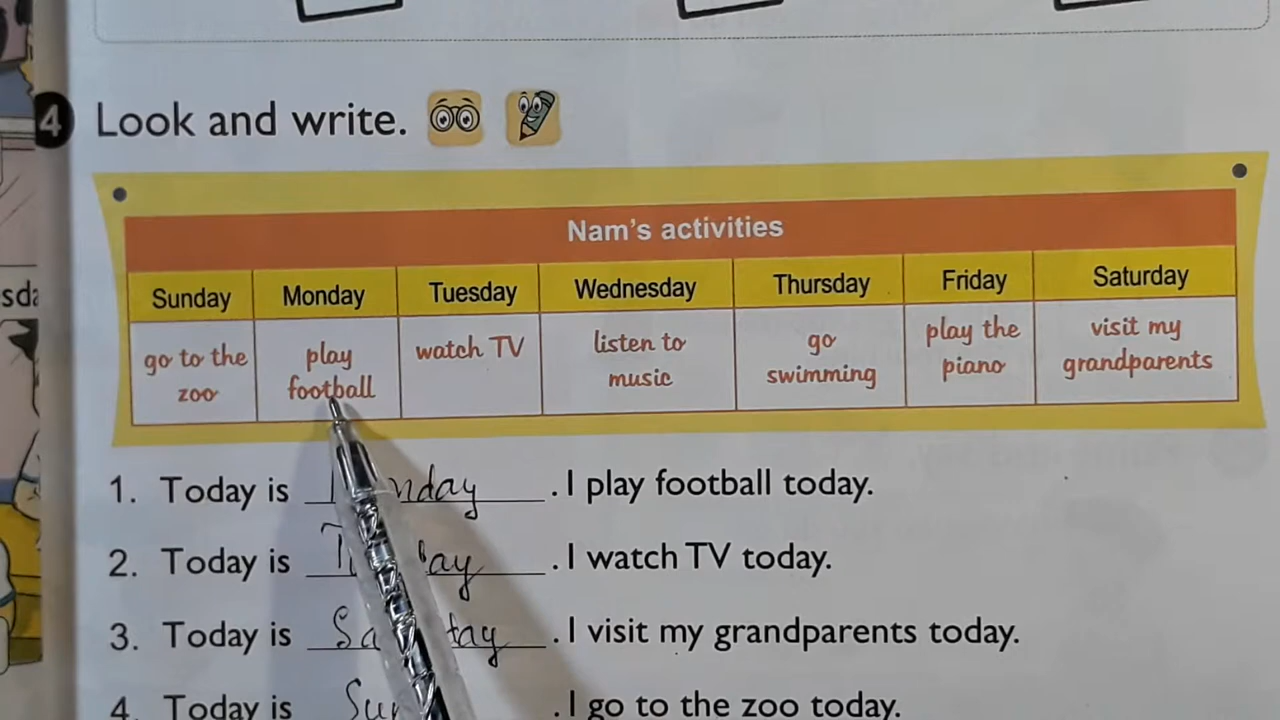 4 Look and write.
Nam's activities
Sunday Monday Tuesday Wednesday Thursday Friday Saturday
go to the zoo
play football
watch TV
listen to music
go swimming
play the piano
visit my grandparents
1. Today is . I play football today.
2. Today is . I watch TV today.
3. Today is . I visit my grandparents today.
4. Today is . I go to the zoo today.